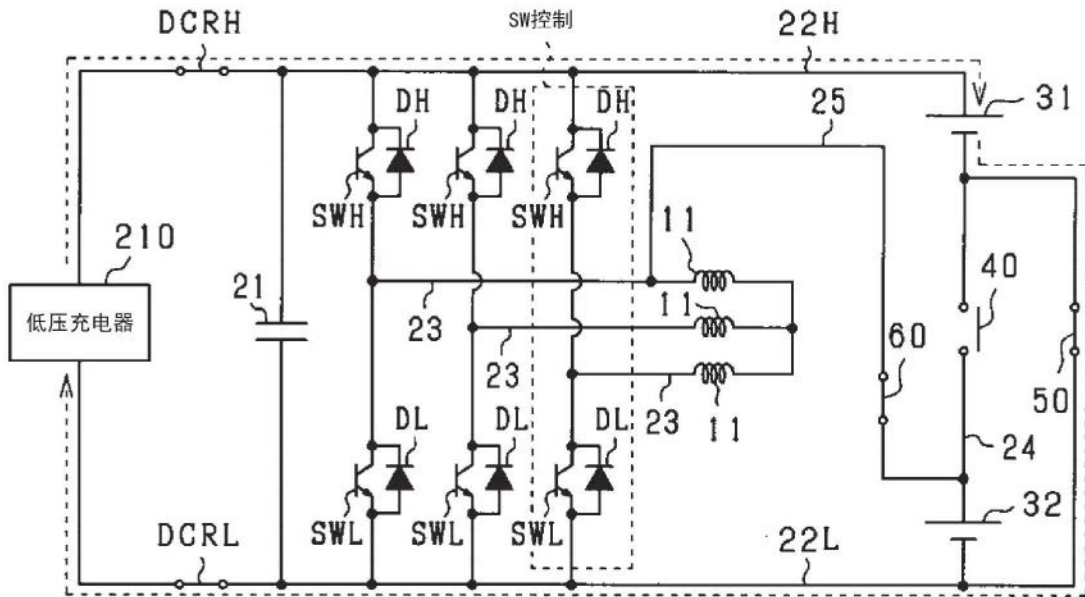 DCRH
SW控制
22H
DH
DH
DH
25
31
SWH
SWH
SWH
210
11
40
21
低压充电器
11
23
60
23
23
11
50
DL
DL
DL
24
32
SWL
SWL
SWL
DCRL
22L